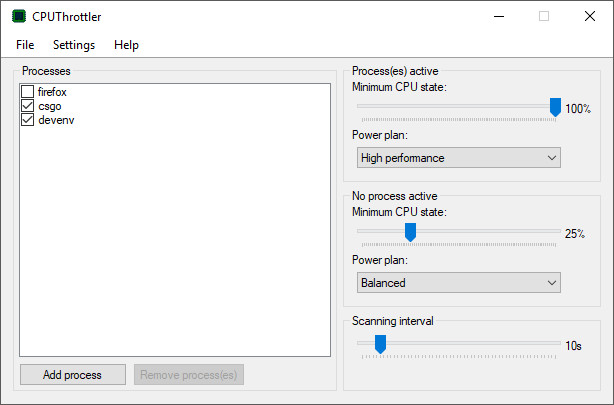 CPUThrottler
File Settings Help
Processes
firefox
csgo
devenv
Add process
Remove process(es)
Process(es) active
Minimum CPU state:
100%
Power plan:
High performance
No process active
Minimum CPU state:
25%
Power plan:
Balanced
Scanning interval
10s